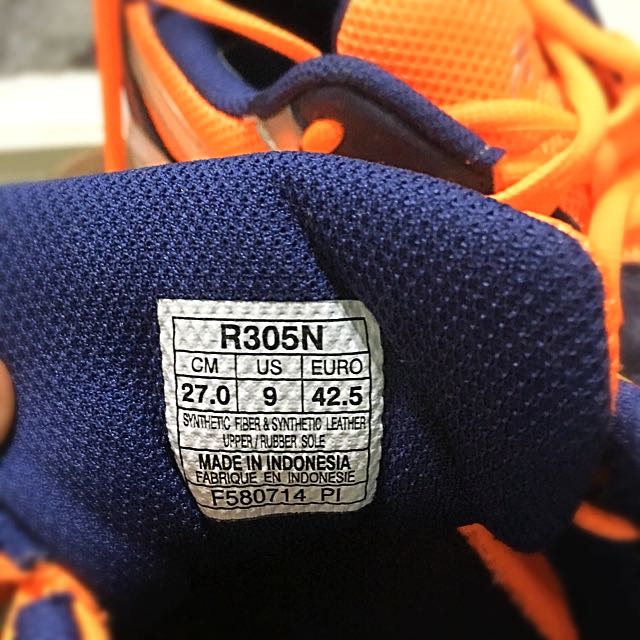 R305N
CM US EURO
27.0 9 42.5
SYNTHETIC FIBER & SYNTHETIC LEATHER
UPPER / RUBBER SOLE
MADE IN INDONESIA
FABRIQUE EN INDONESIE
F580714 PI